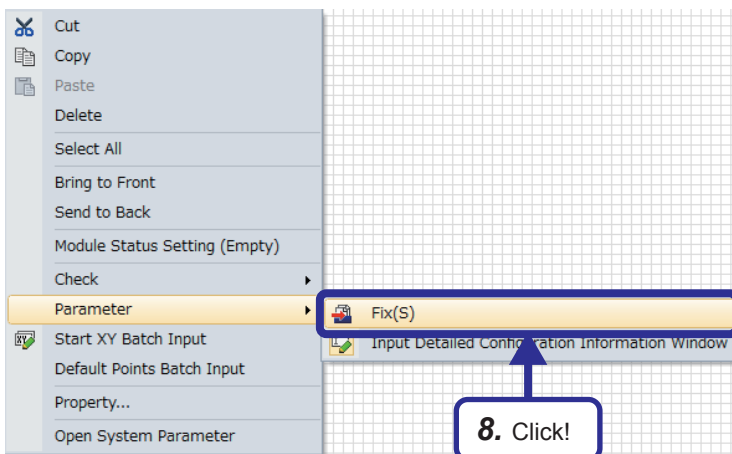 Cut
Copy
Paste
Delete
Select All
Bring to Front
Send to Back
Module Status Setting (Empty)
Check
Parameter
Fix(S)
Start XY Batch Input
Input Detailed Configuration Information Window
Default Points Batch Input
Property...
Open System Parameter
8. Click!